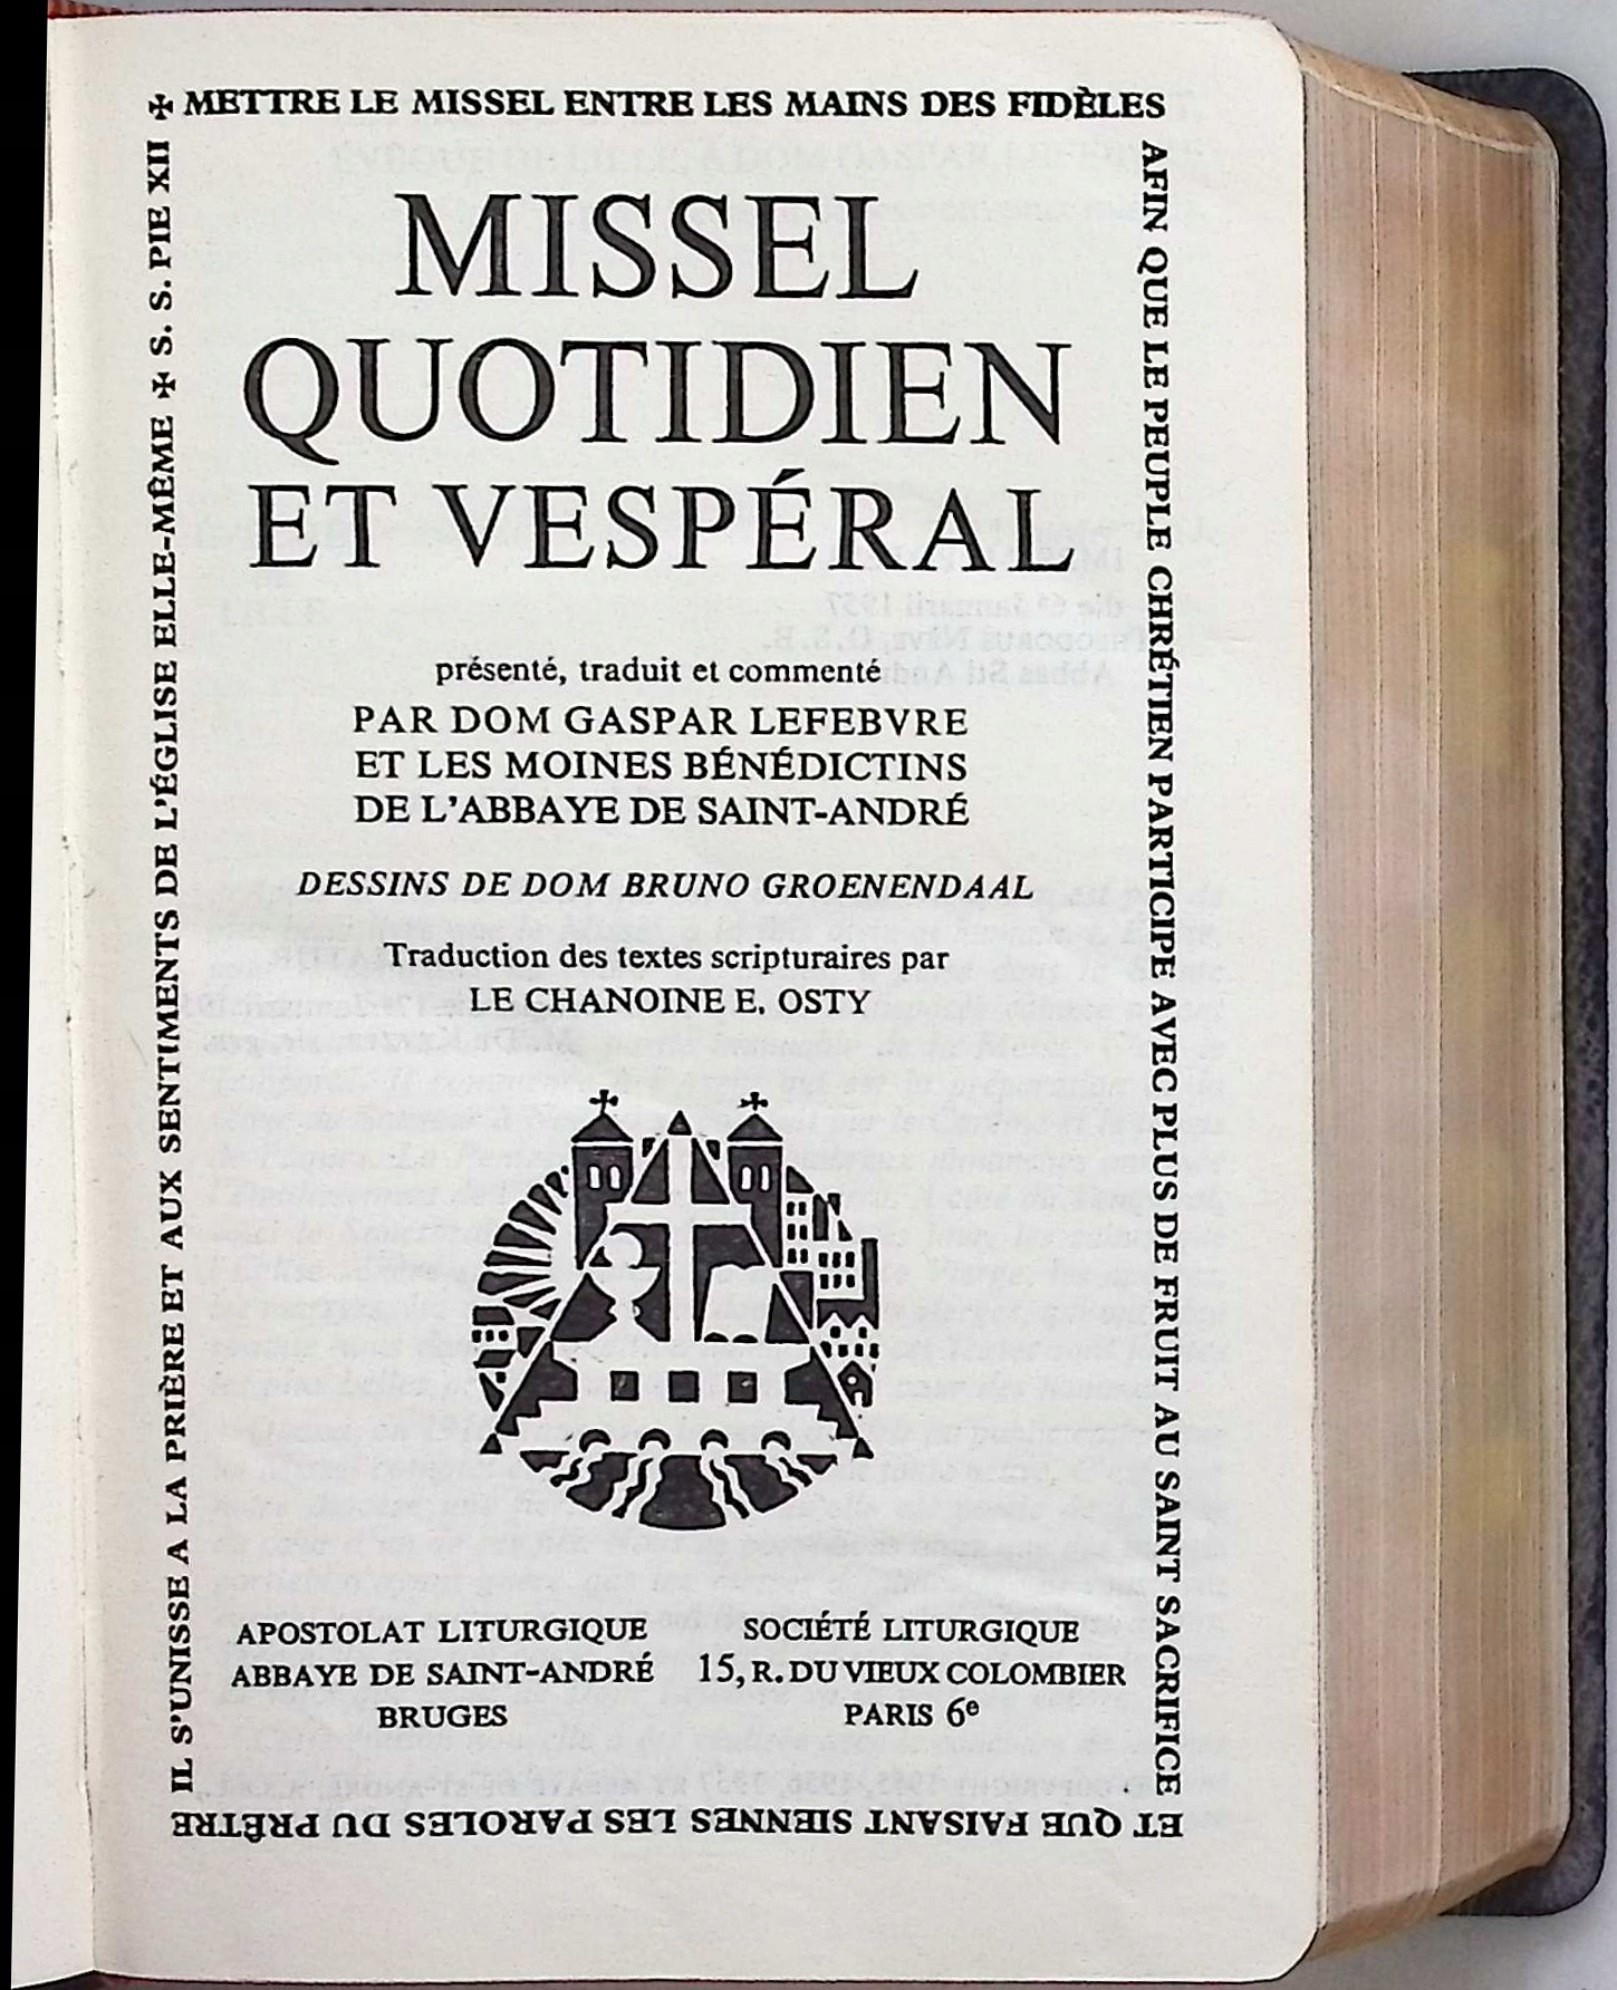 ✠ METTRE LE MISSEL ENTRE LES MAINS DES FIDÈLES
AFIN QUE LE PEUPLE CHRÉTIEN PARTICIPE AVEC PLUS DE FRUIT AU SAINT SACRIFICE
ET QUE FAISANT SIENNES LES PAROLES DU PRÊTRE
IL S'UNISSE A LA PRIÈRE ET AUX SENTIMENTS DE L'ÉGLISE ELLE-MÊME ✠ S. S. PIE XII
MISSEL
QUOTIDIEN
ET VESPÉRAL
présenté, traduit et commenté
PAR DOM GASPAR LEFEBVRE
ET LES MOINES BÉNÉDICTINS
DE L'ABBAYE DE SAINT-ANDRÉ
DESSINS DE DOM BRUNO GROENENDAAL
Traduction des textes scripturaires par
LE CHANOINE E. OSTY
APOSTOLAT LITURGIQUE
ABBAYE DE SAINT-ANDRÉ
BRUGES
SOCIÉTÉ LITURGIQUE
15, R. DU VIEUX COLOMBIER
PARIS 6e